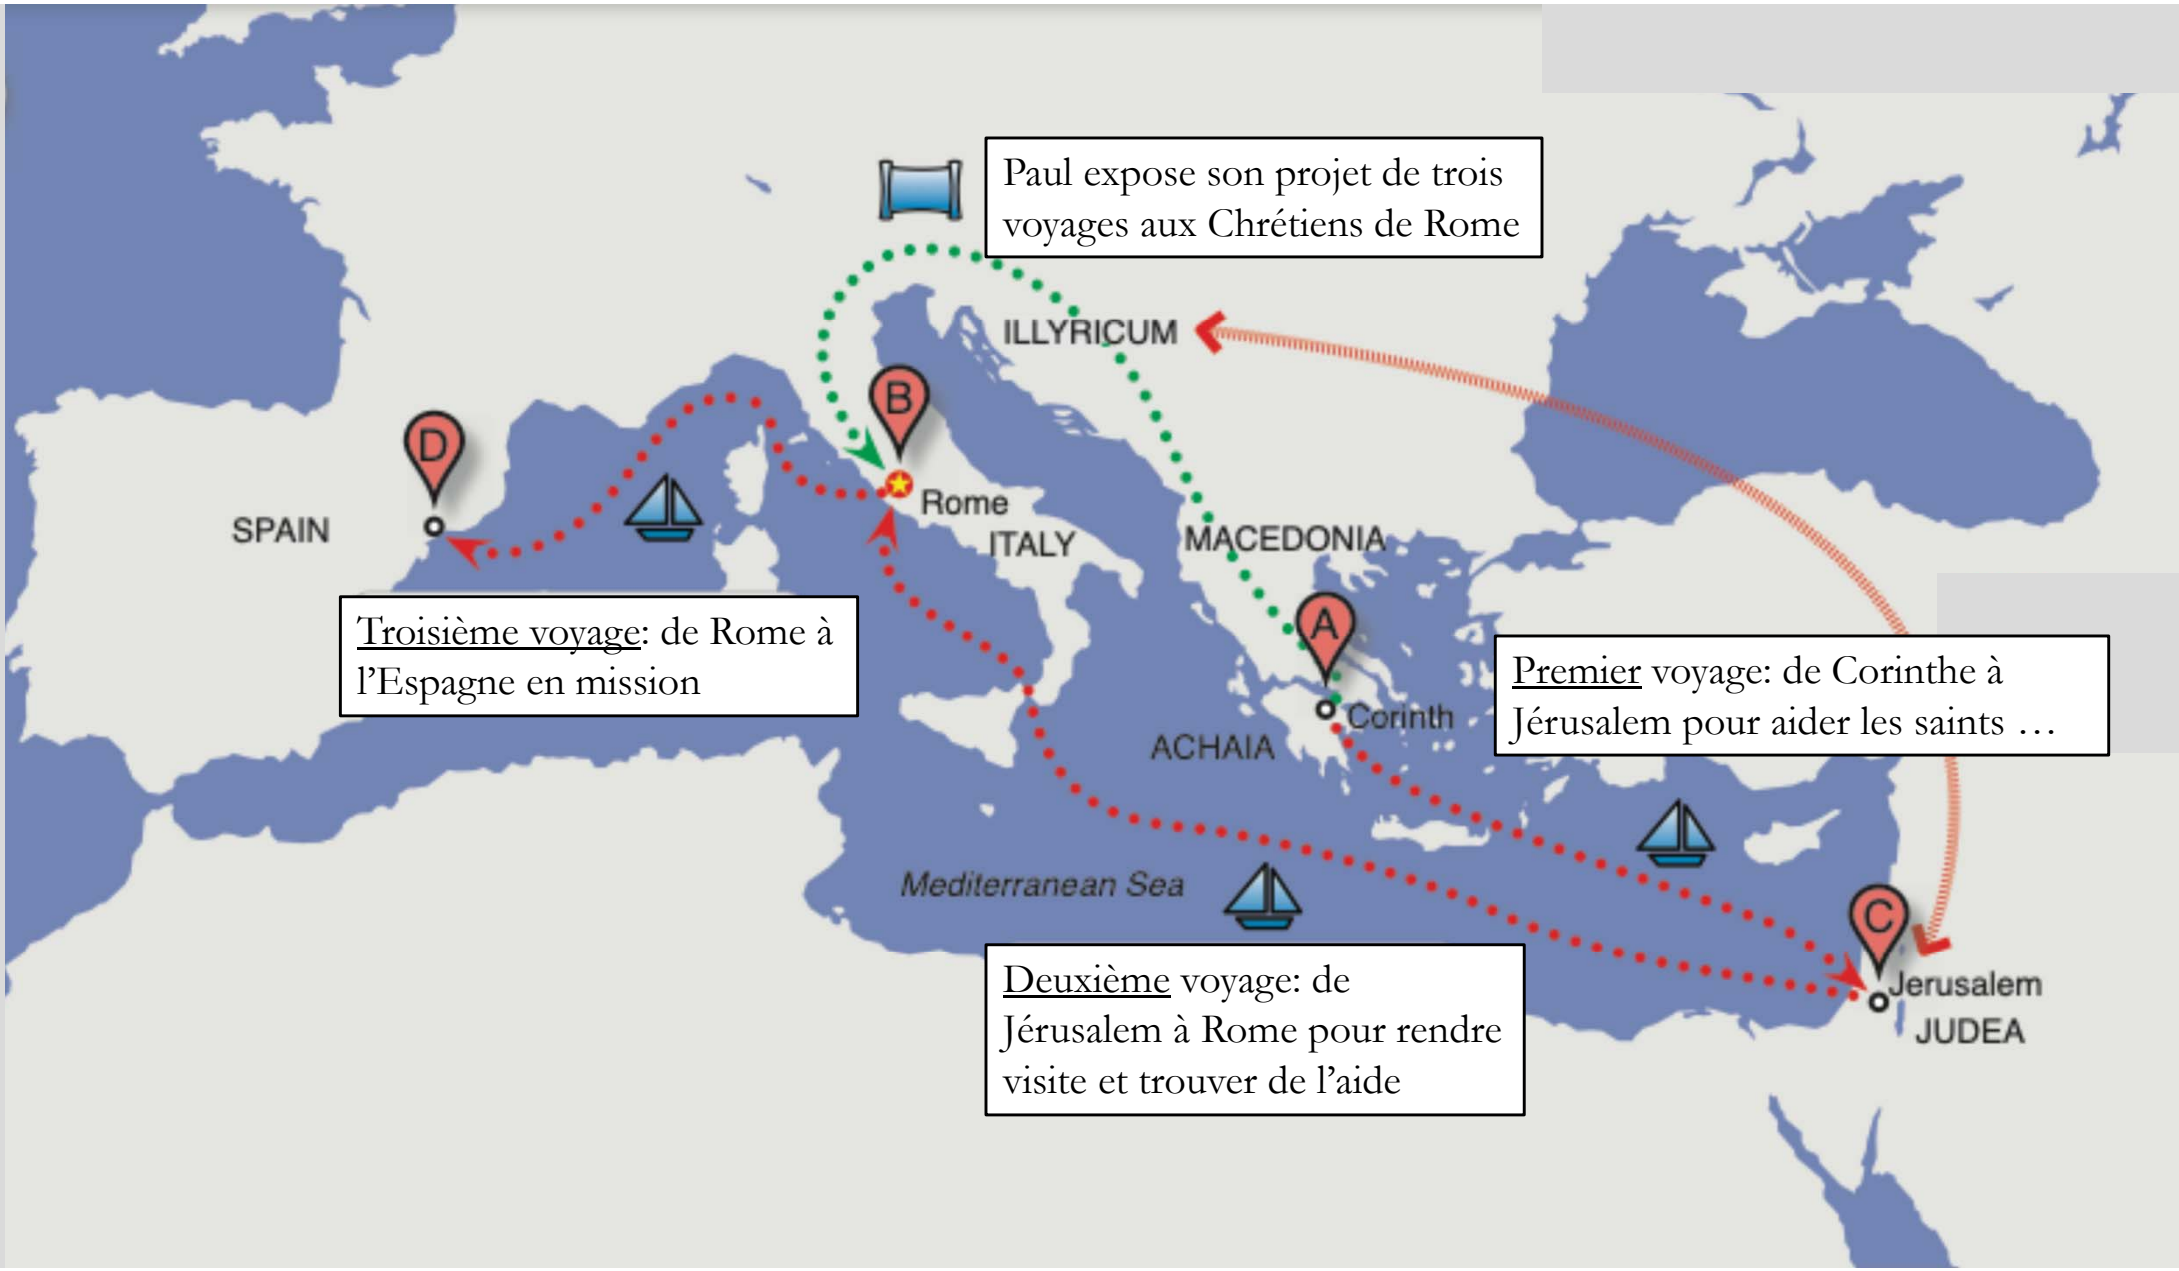 Paul expose son projet de trois
voyages aux Chrétiens de Rome
ILLYRICUM
B
D
Rome
SPAIN
ITALY
MACEDONIA
A
Troisième voyage: de Rome à
l’Espagne en mission
Premier voyage: de Corinthe à
Jérusalem pour aider les saints …
Corinth
ACHAIA
Mediterranean Sea
C
Deuxième voyage: de
Jérusalem à Rome pour rendre
visite et trouver de l’aide
Jerusalem
JUDEA